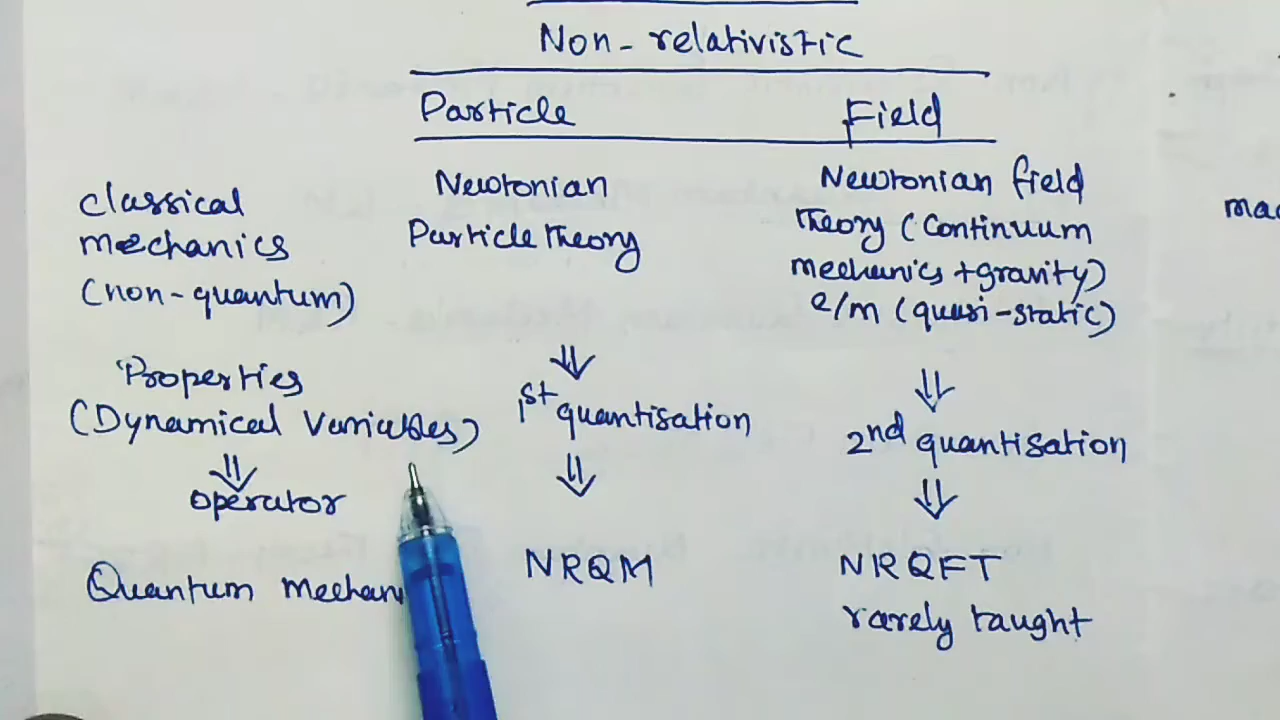 Non-relativistic
Particle Field
classical mechanics (non-quantum)
Newtonian Particle theory
Newtonian field theory (continuum mechanics + gravity) e/m (quasi-static)
Properties (Dynamical Variables)
⇓
operator
⇓
1st quantisation
⇓
⇓
2nd quantisation
⇓
Quantum
NRQM
NRQFT
rarely taught